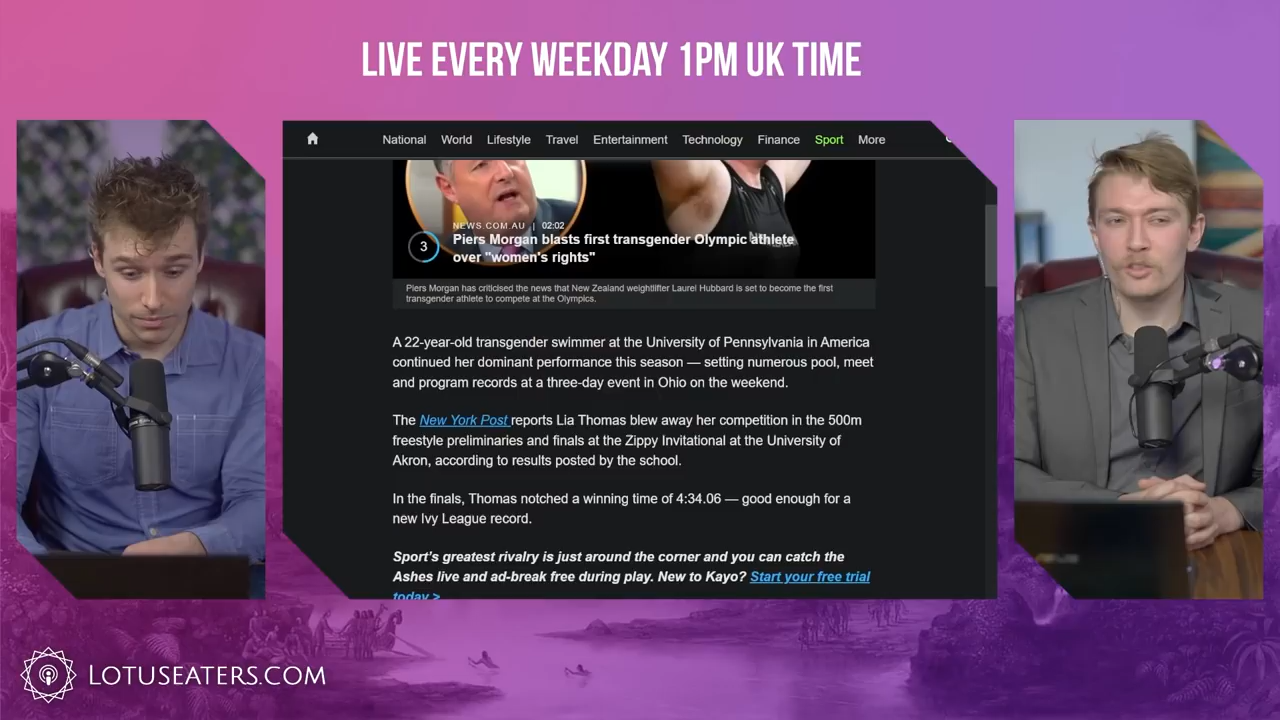 LIVE EVERY WEEKDAY 1PM UK TIME
National World Lifestyle Travel Entertainment Technology Finance Sport More
NEWS.COM.AU | 02:02
3
Piers Morgan blasts first transgender Olympic athlete
over "women's rights"
Piers Morgan has criticised the news that New Zealand weightlifter Laurel Hubbard is set to become the first
transgender athlete to compete at the Olympics.
A 22-year-old transgender swimmer at the University of Pennsylvania in America
continued her dominant performance this season — setting numerous pool, meet
and program records at a three-day event in Ohio on the weekend.
The New York Post reports Lia Thomas blew away her competition in the 500m
freestyle preliminaries and finals at the Zippy Invitational at the University of
Akron, according to results posted by the school.
In the finals, Thomas notched a winning time of 4:34.06 — good enough for a
new Ivy League record.
Sport's greatest rivalry is just around the corner and you can catch the
Ashes live and ad-break free during play. New to Kayo? Start your free trial
today >
LOTUSEATERS.COM